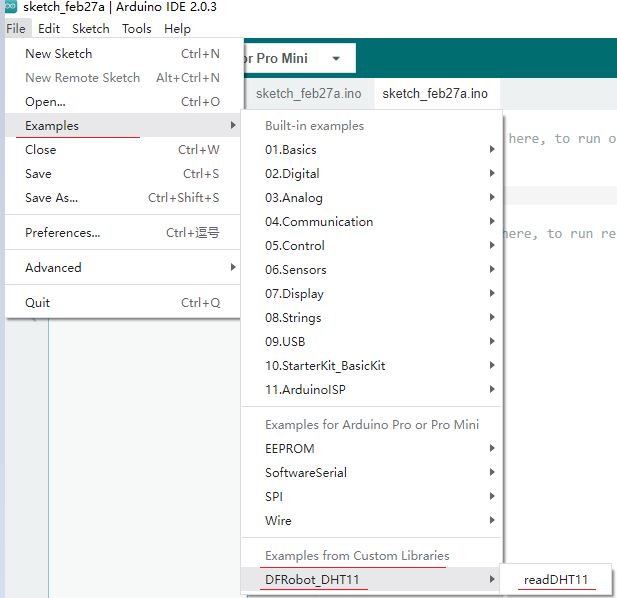 sketch_feb27a | Arduino IDE 2.0.3
File Edit Sketch Tools Help
New Sketch Ctrl+N
New Remote Sketch Alt+Ctrl+N
Open... Ctrl+O
Examples
Close Ctrl+W
Save Ctrl+S
Save As... Ctrl+Shift+S
Preferences... Ctrl+逗号
Advanced
Quit Ctrl+Q
or Pro Mini
sketch_feb27a.ino sketch_feb27a.ino
Built-in examples
01.Basics
02.Digital
03.Analog
04.Communication
05.Control
06.Sensors
07.Display
08.Strings
09.USB
10.StarterKit_BasicKit
11.ArduinoISP
Examples for Arduino Pro or Pro Mini
EEPROM
SoftwareSerial
SPI
Wire
Examples from Custom Libraries
DFRobot_DHT11
readDHT11
here, to run o
here, to run re